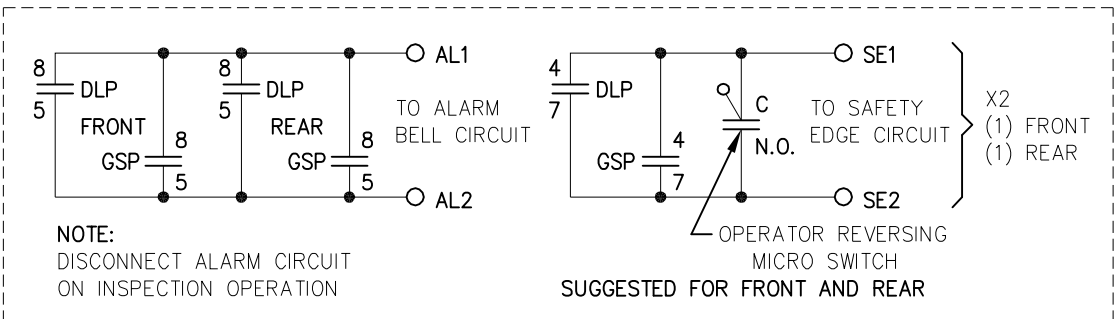 8
DLP
5
FRONT
8
GSP
5
8
DLP
5
REAR
8
GSP
5
AL1
TO ALARM
BELL CIRCUIT
AL2
NOTE:
DISCONNECT ALARM CIRCUIT
ON INSPECTION OPERATION
4
DLP
7
4
GSP
7
C
N.O.
SE1
TO SAFETY
EDGE CIRCUIT
SE2
X2
(1) FRONT
(1) REAR
OPERATOR REVERSING
MICRO SWITCH
SUGGESTED FOR FRONT AND REAR